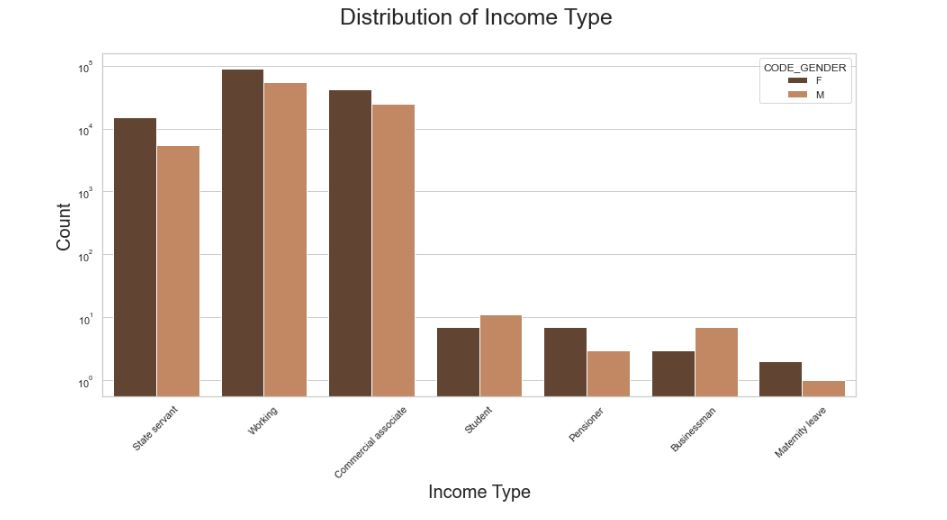 Distribution of Income Type
CODE_GENDER
F
M
10⁵
10⁴
10³
10²
10¹
10⁰
Count
State servant
Working
Commercial associate
Student
Pensioner
Businessman
Maternity leave
Income Type